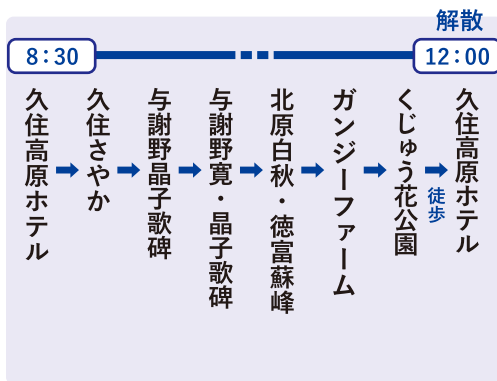 解散
8:30
12:00
久住高原ホテル
久住さやか
与謝野晶子歌碑
与謝野寛・晶子歌碑
北原白秋・徳富蘇峰
ガンジーファーム
くじゅう花公園
徒歩
久住高原ホテル